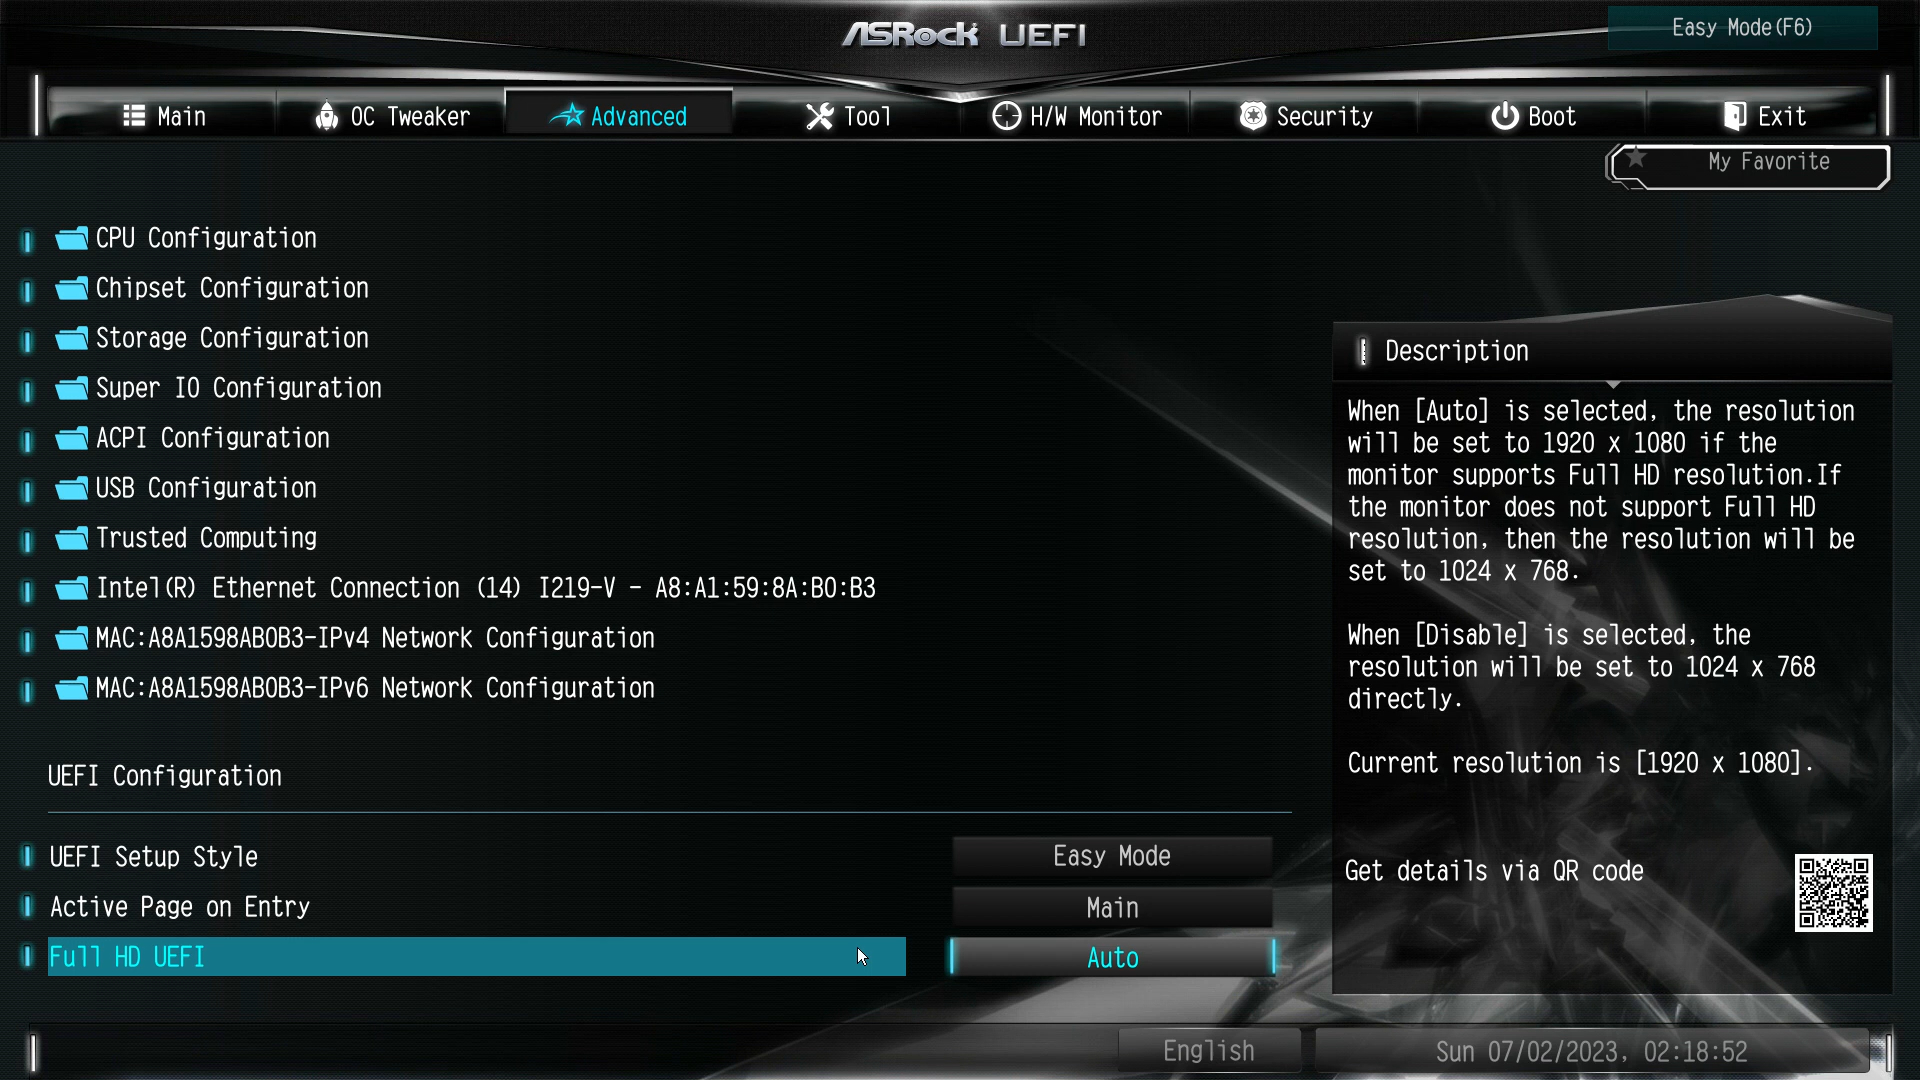 ASRock UEFI
Easy Mode(F6)
Main
OC Tweaker
Advanced
Tool
H/W Monitor
Security
Boot
Exit
My Favorite
CPU Configuration
Chipset Configuration
Storage Configuration
Super IO Configuration
ACPI Configuration
USB Configuration
Trusted Computing
Intel(R) Ethernet Connection (14) I219-V - A8:A1:59:8A:B0:B3
MAC:A8A1598AB0B3-IPv4 Network Configuration
MAC:A8A1598AB0B3-IPv6 Network Configuration
UEFI Configuration
UEFI Setup Style
Easy Mode
Active Page on Entry
Main
Full HD UEFI
Auto
Description
When [Auto] is selected, the resolution
will be set to 1920 x 1080 if the
monitor supports Full HD resolution.If
the monitor does not support Full HD
resolution, then the resolution will be
set to 1024 x 768.
When [Disable] is selected, the
resolution will be set to 1024 x 768
directly.
Current resolution is [1920 x 1080].
Get details via QR code
English
Sun 07/02/2023, 02:18:52